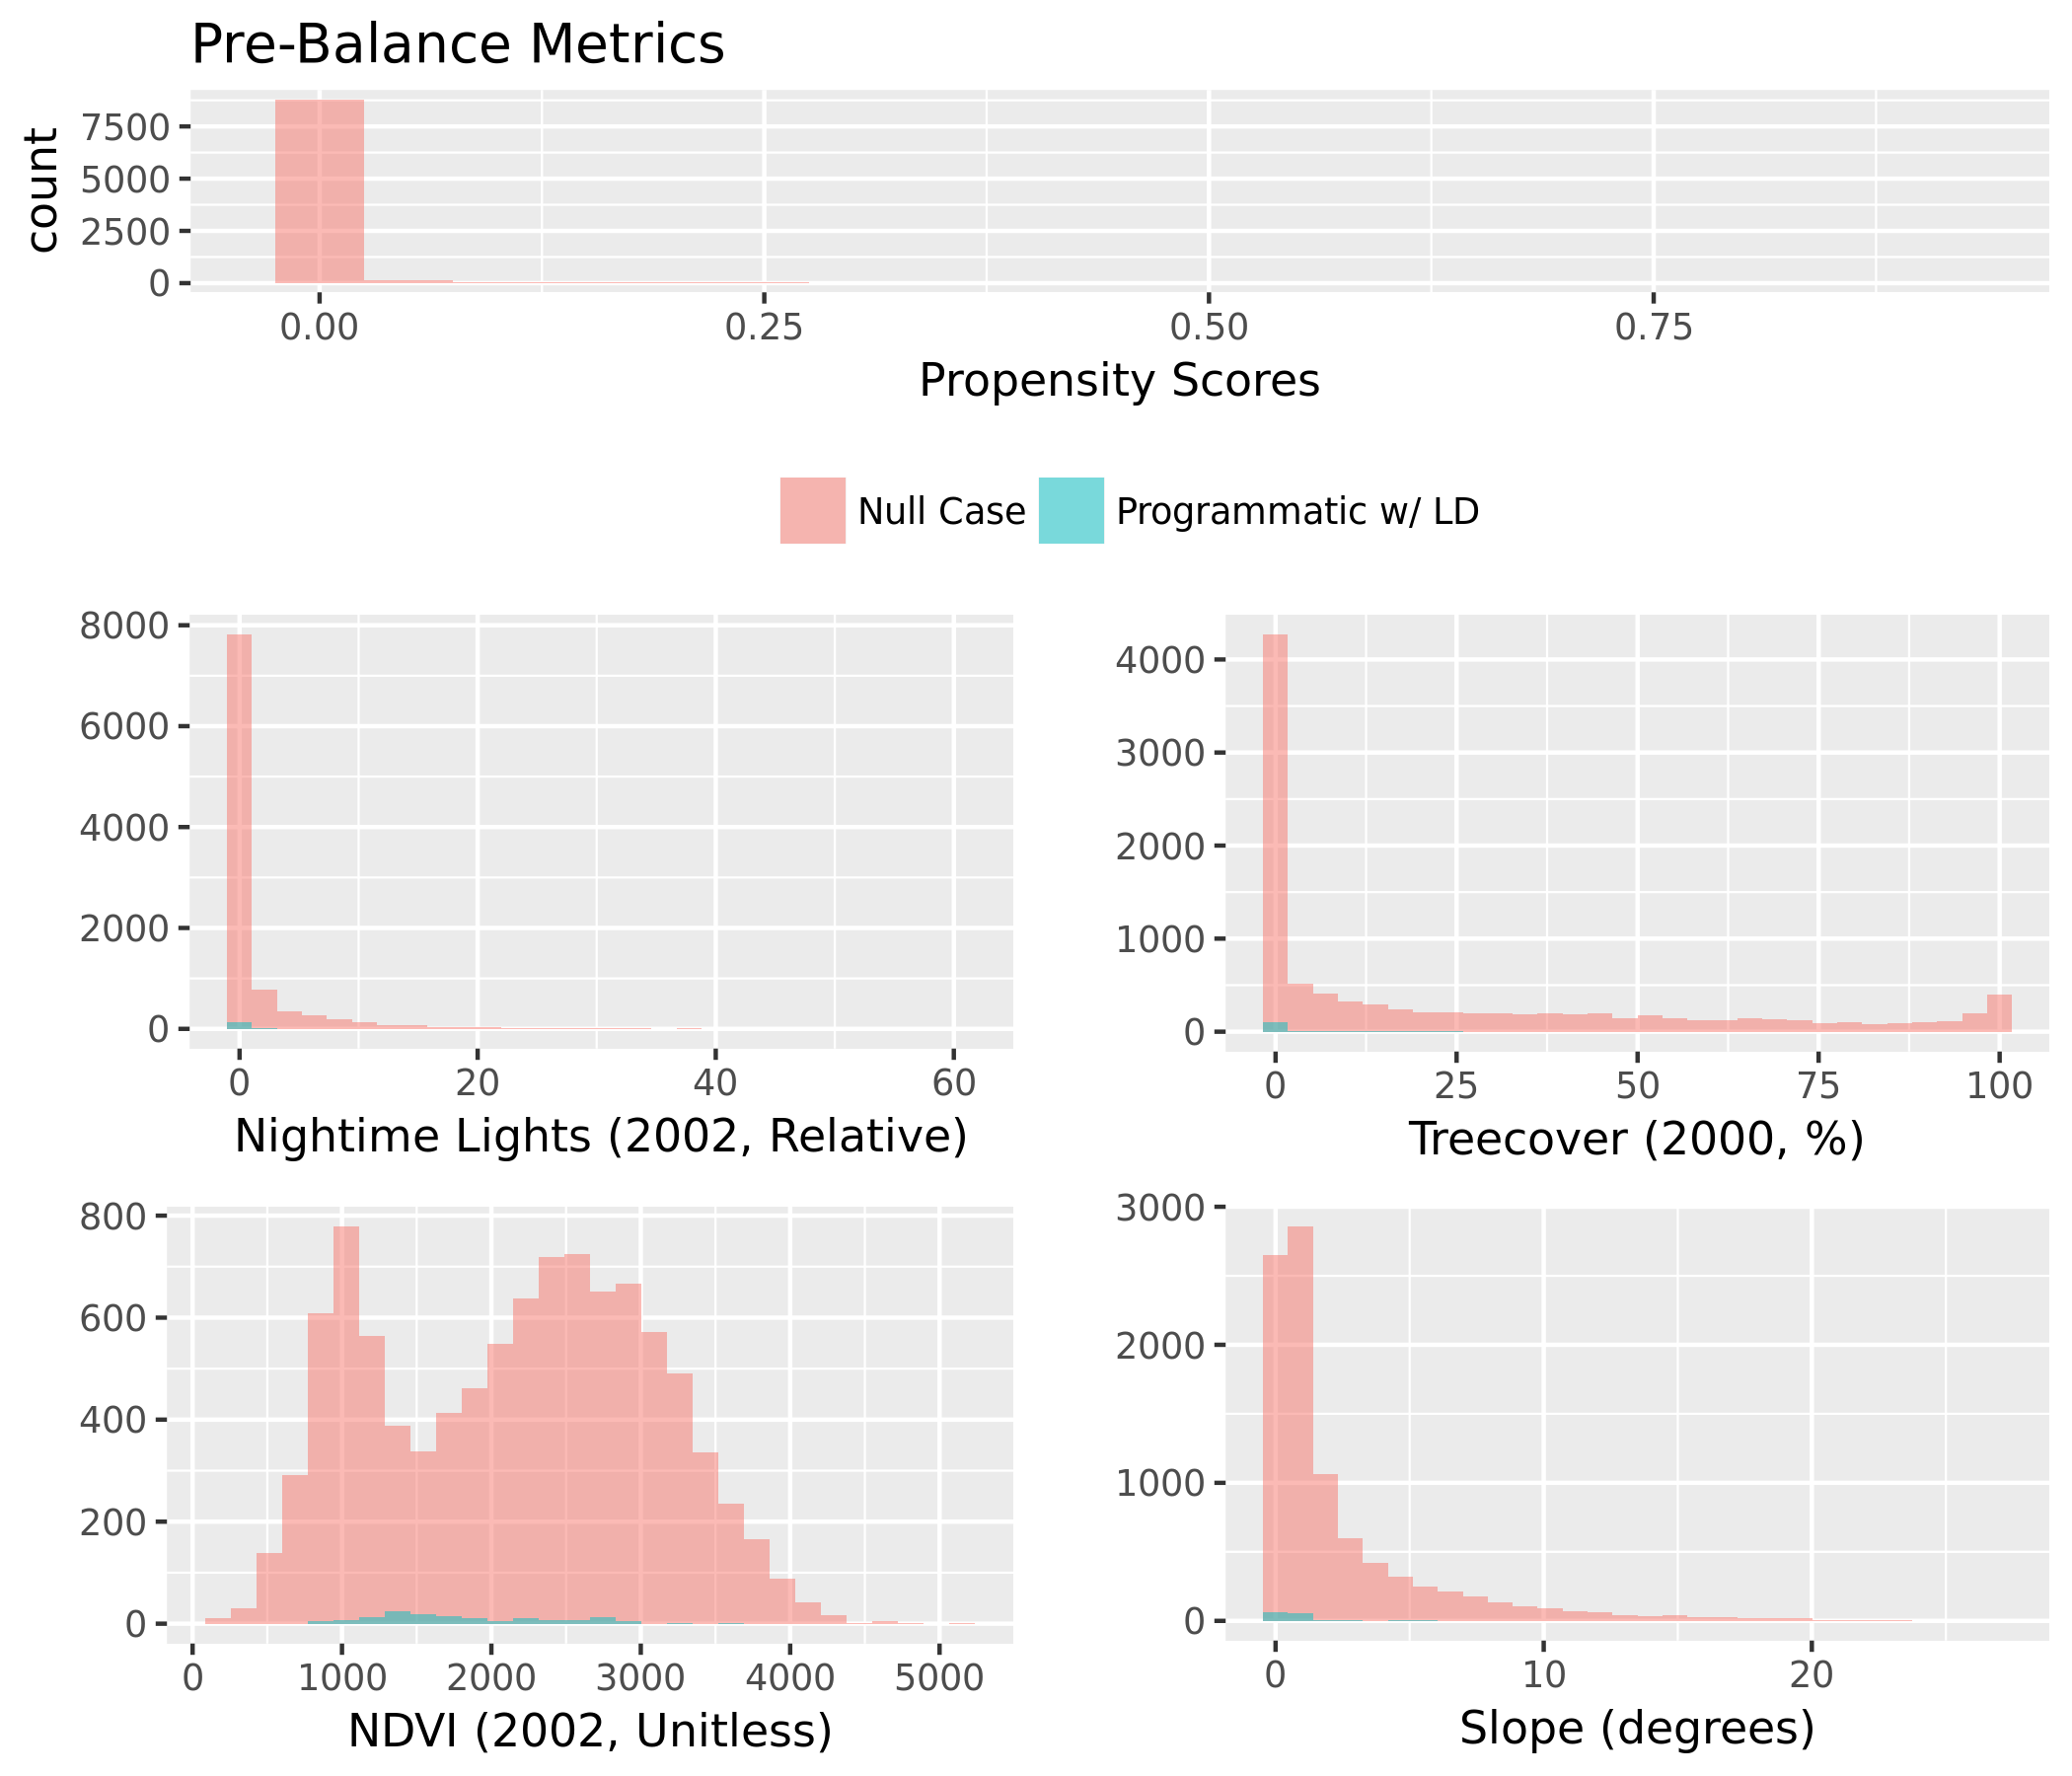 Pre-Balance Metrics
count
7500
5000
2500
0
0.00 0.25 0.50 0.75
Propensity Scores
Null Case Programmatic w/ LD
8000
6000
4000
2000
0
0 20 40 60
Nightime Lights (2002, Relative)
4000
3000
2000
1000
0
0 25 50 75 100
Treecover (2000, %)
800
600
400
200
0
0 1000 2000 3000 4000 5000
NDVI (2002, Unitless)
3000
2000
1000
0
0 10 20
Slope (degrees)